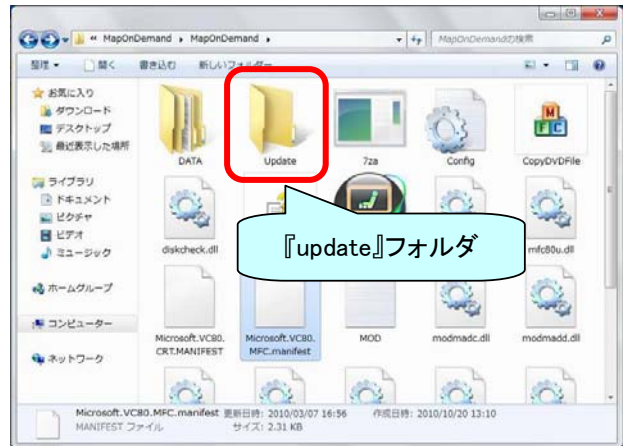 « MapOnDemand ▸ MapOnDemand ▸
MapOnDemandの検索
整理 ▼ 開く 書き込む 新しいフォルダー
お気に入り
ダウンロード
デスクトップ
最近表示した場所
ライブラリ
ドキュメント
ピクチャ
ビデオ
ミュージック
ホームグループ
コンピューター
ネットワーク
DATA
Update
7za
Config
CopyDVDFile
diskcheck.dll
『update』フォルダ
mfc80u.dll
Microsoft.VC80.
CRT.MANIFEST
Microsoft.VC80.
MFC.manifest
MOD
modmadc.dll
modmadd.dll
Microsoft.VC80.MFC.manifest 更新日時: 2010/03/07 16:56 作成日時: 2010/10/20 13:10
MANIFEST ファイル サイズ: 2.31 KB